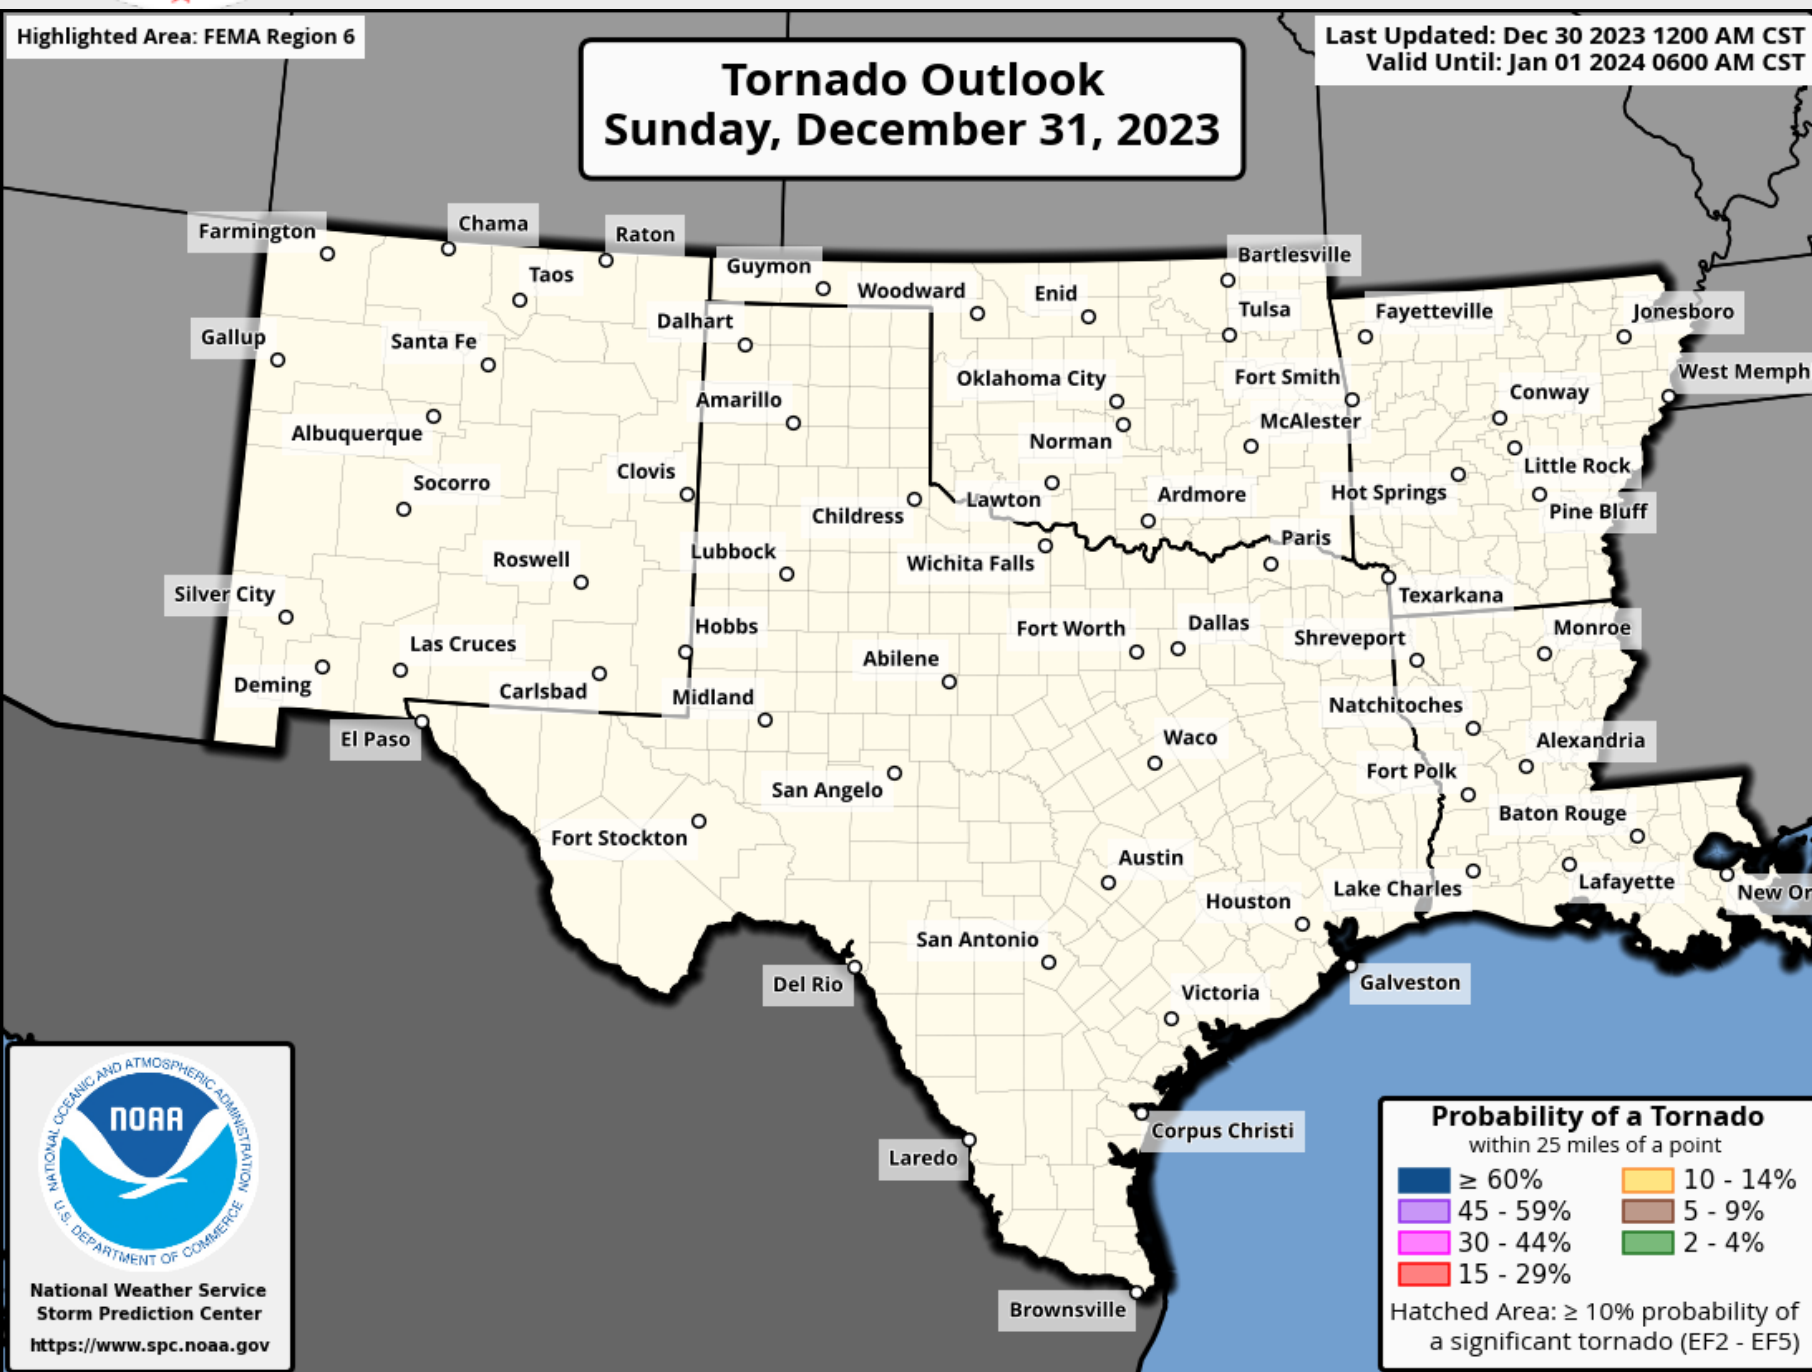 Highlighted Area: FEMA Region 6
Last Updated: Dec 30 2023 1200 AM CST
Valid Until: Jan 01 2024 0600 AM CST
Tornado Outlook
Sunday, December 31, 2023
Farmington
Chama
Raton
Taos
Guymon
Woodward
Enid
Bartlesville
Tulsa
Fayetteville
Jonesboro
Gallup
Santa Fe
Dalhart
Oklahoma City
Fort Smith
Conway
West Memph
Albuquerque
Amarillo
Norman
McAlester
Little Rock
Socorro
Clovis
Childress
Lawton
Ardmore
Hot Springs
Pine Bluff
Roswell
Lubbock
Wichita Falls
Paris
Texarkana
Silver City
Las Cruces
Hobbs
Abilene
Fort Worth
Dallas
Shreveport
Monroe
Deming
Carlsbad
Midland
Natchitoches
El Paso
San Angelo
Waco
Fort Polk
Alexandria
Fort Stockton
Austin
Baton Rouge
Houston
Lake Charles
Lafayette
New Or
San Antonio
Del Rio
Victoria
Galveston
Corpus Christi
Laredo
Brownsville
NATIONAL OCEANIC AND ATMOSPHERIC ADMINISTRATION
NOAA
U.S. DEPARTMENT OF COMMERCE
National Weather Service
Storm Prediction Center
https://www.spc.noaa.gov
Probability of a Tornado
within 25 miles of a point
≥ 60%
10 - 14%
45 - 59%
5 - 9%
30 - 44%
2 - 4%
15 - 29%
Hatched Area: ≥ 10% probability of
a significant tornado (EF2 - EF5)